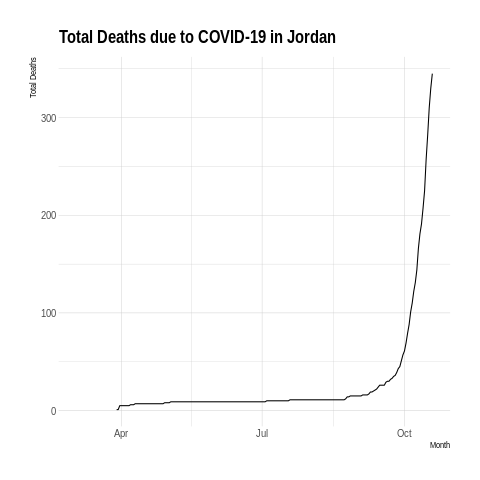 Total Deaths due to COVID-19 in Jordan
Total Deaths
300
200
100
0
Apr Jul Oct
Month